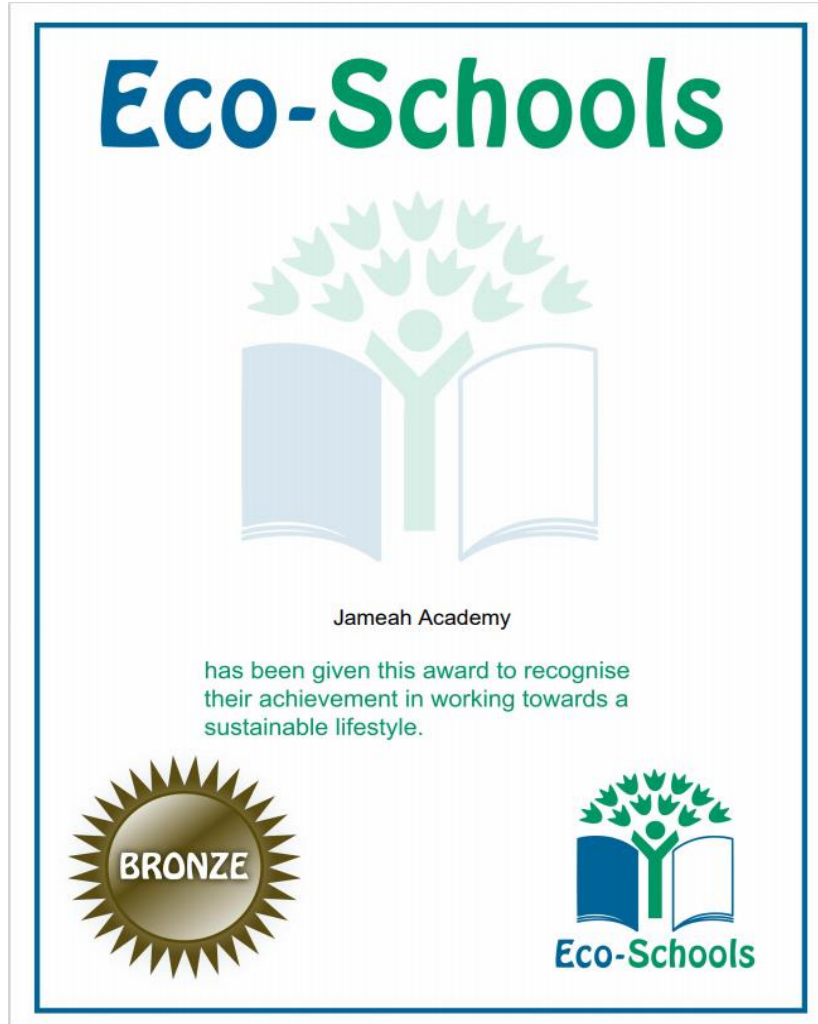 Eco-Schools
Jameah Academy
has been given this award to recognise
their achievement in working towards a
sustainable lifestyle.
BRONZE
Eco-Schools